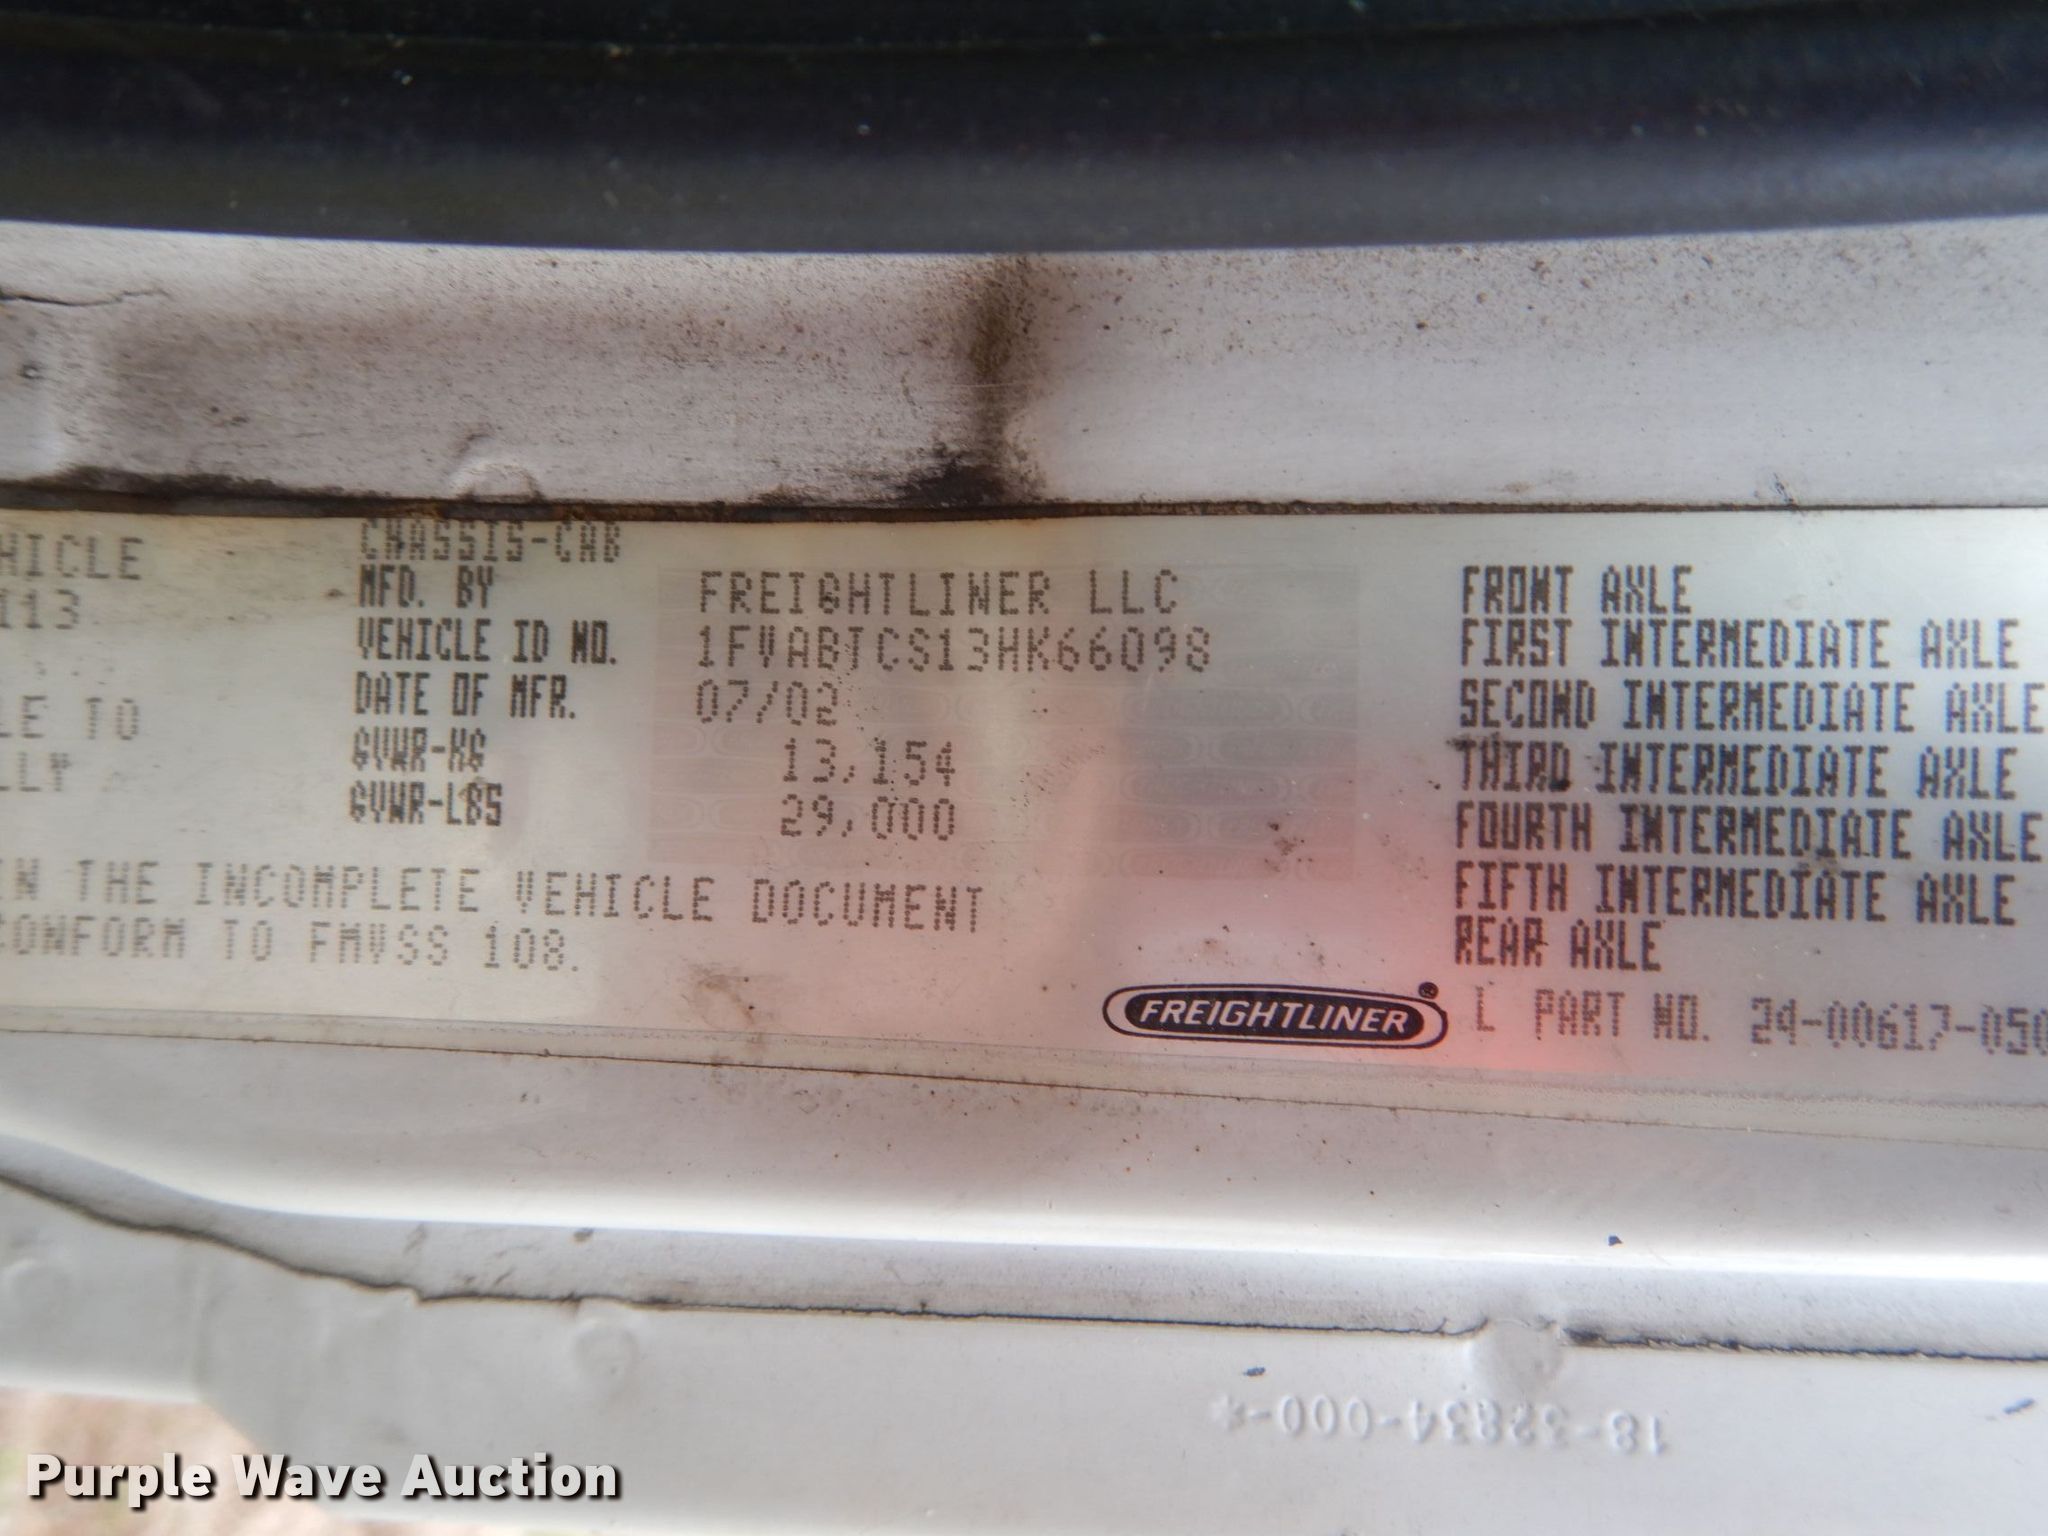 HICLE
113
LE TO
CHASSIS-CAB
MFD. BY FREIGHTLINER LLC
VEHICLE ID NO. 1FVABTCS13HK66098
DATE OF MFR. 07/02
GVWR-KG 13,154
GVWR-LBS 29,000
IN THE INCOMPLETE VEHICLE DOCUMENT
CONFORM TO FMVSS 108.
FRONT AXLE
FIRST INTERMEDIATE AXLE
SECOND INTERMEDIATE AXLE
THIRD INTERMEDIATE AXLE
FOURTH INTERMEDIATE AXLE
FIFTH INTERMEDIATE AXLE
REAR AXLE
FREIGHTLINER®
L PART NO. 24-00617-050
18-32834-000-*
Purple Wave Auction